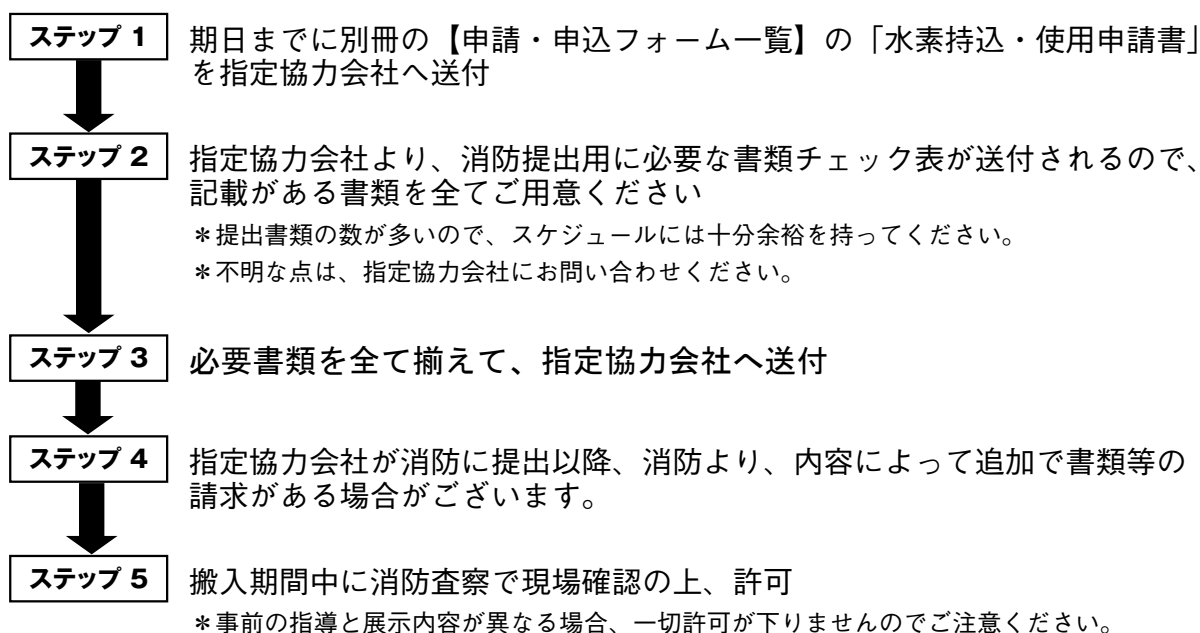 ステップ 1
期日までに別冊の【申請・申込フォーム一覧】の「水素持込・使用申請書」
を指定協力会社へ送付
ステップ 2
指定協力会社より、消防提出用に必要な書類チェック表が送付されるので、
記載がある書類を全てご用意ください
＊提出書類の数が多いので、スケジュールには十分余裕を持ってください。
＊不明な点は、指定協力会社にお問い合わせください。
ステップ 3
必要書類を全て揃えて、指定協力会社へ送付
ステップ 4
指定協力会社が消防に提出以降、消防より、内容によって追加で書類等の
請求がある場合がございます。
ステップ 5
搬入期間中に消防査察で現場確認の上、許可
＊事前の指導と展示内容が異なる場合、一切許可が下りませんのでご注意ください。